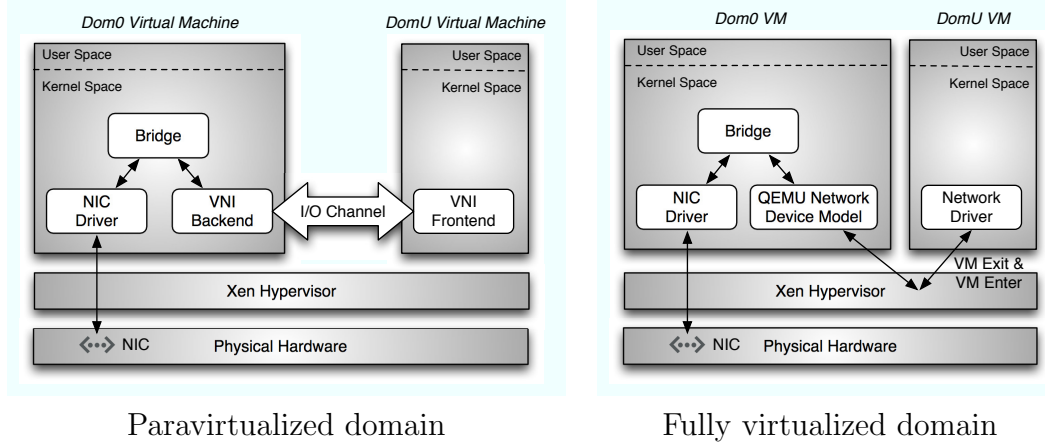 Dom0 Virtual Machine
DomU Virtual Machine
User Space
Kernel Space
Bridge
NIC
Driver
VNI
Backend
I/O Channel
User Space
Kernel Space
VNI
Frontend
Xen Hypervisor
NIC
Physical Hardware
Paravirtualized domain
Dom0 VM
DomU VM
User Space
Kernel Space
Bridge
NIC
Driver
QEMU Network
Device Model
User Space
Kernel Space
Network
Driver
VM Exit &
VM Enter
Xen Hypervisor
NIC
Physical Hardware
Fully virtualized domain